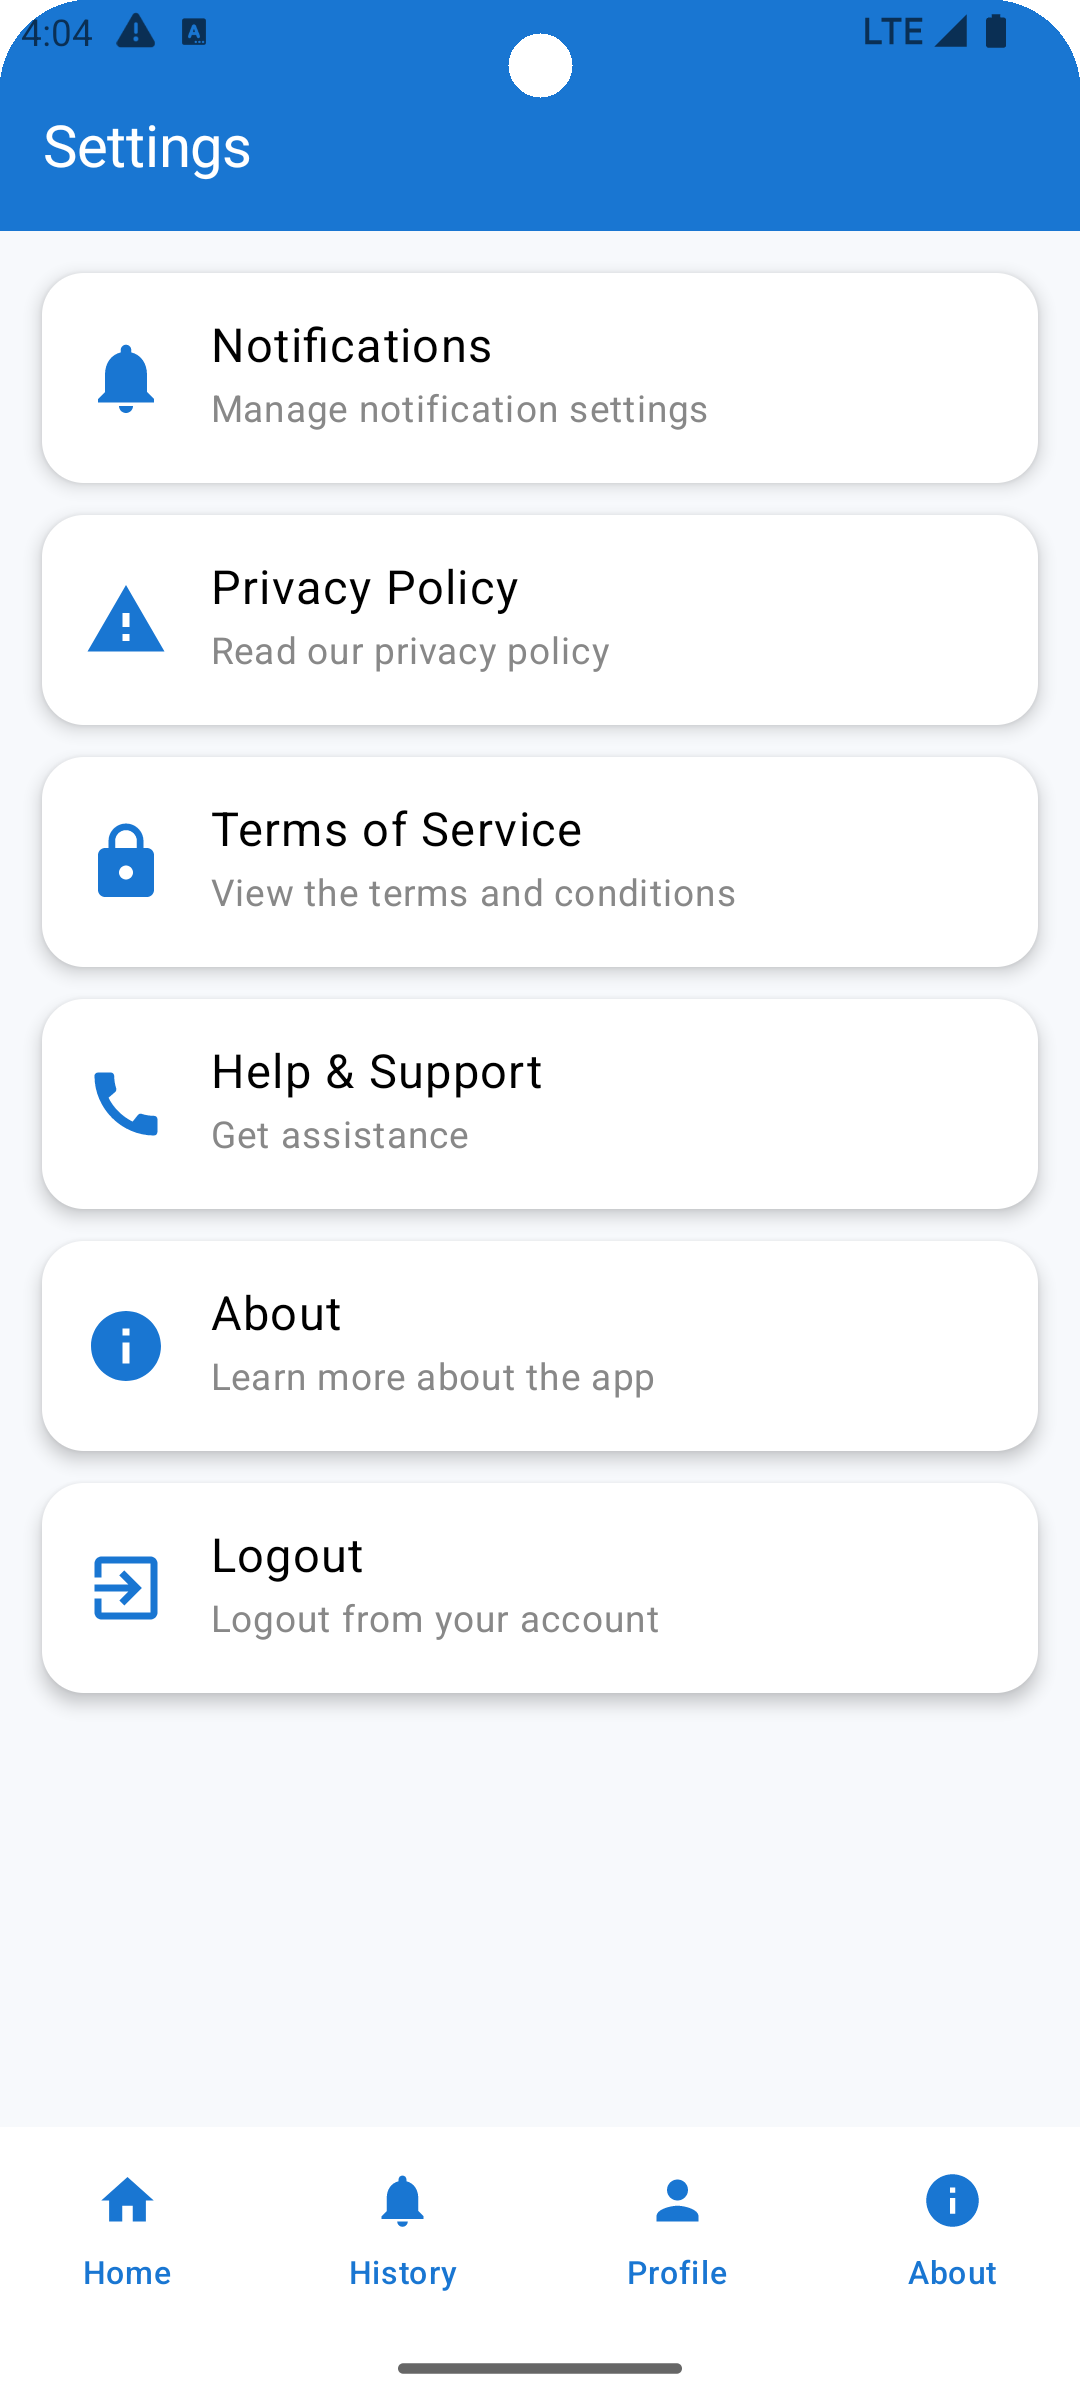 4:04
LTE
Settings
Notifications
Manage notification settings
Privacy Policy
Read our privacy policy
Terms of Service
View the terms and conditions
Help & Support
Get assistance
About
Learn more about the app
Logout
Logout from your account
Home
History
Profile
About